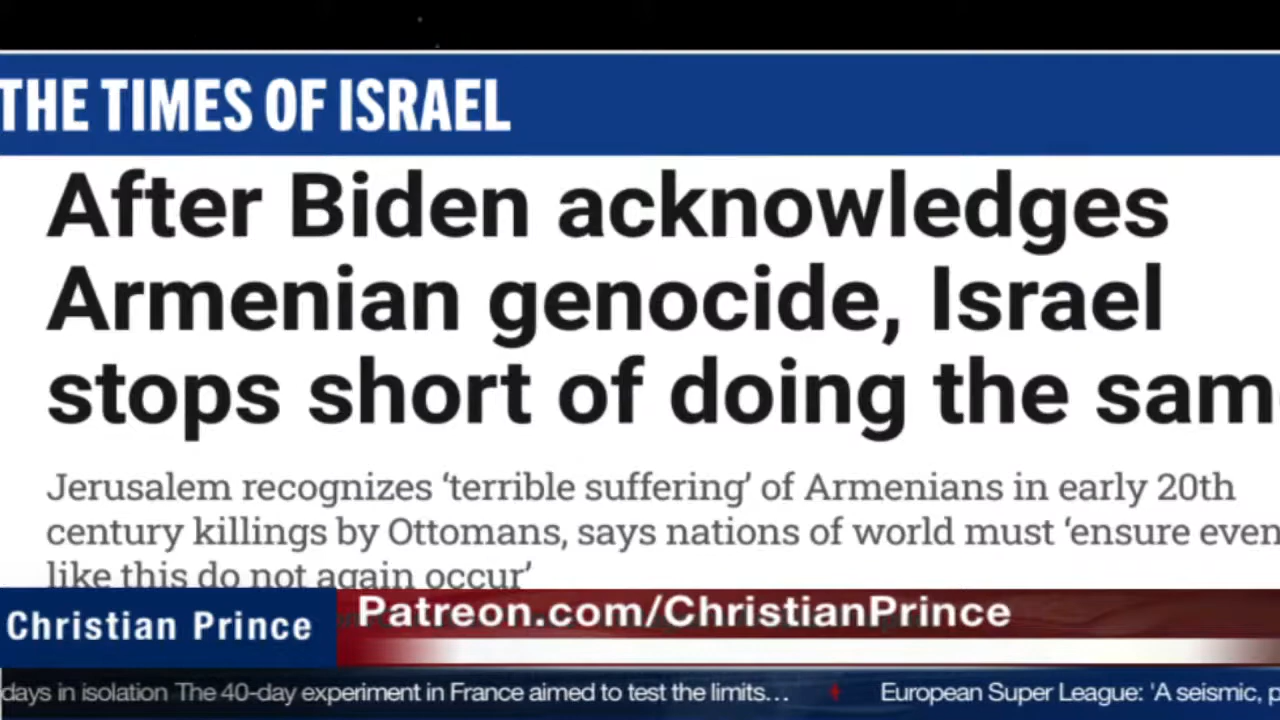 THE TIMES OF ISRAEL
After Biden acknowledges
Armenian genocide, Israel
stops short of doing the sam
Jerusalem recognizes ‘terrible suffering’ of Armenians in early 20th
century killings by Ottomans, says nations of world must ‘ensure even
like this do not again occur’
Christian Prince
Patreon.com/ChristianPrince
days in isolation The 40-day experiment in France aimed to test the limits... European Super League: 'A seismic, p